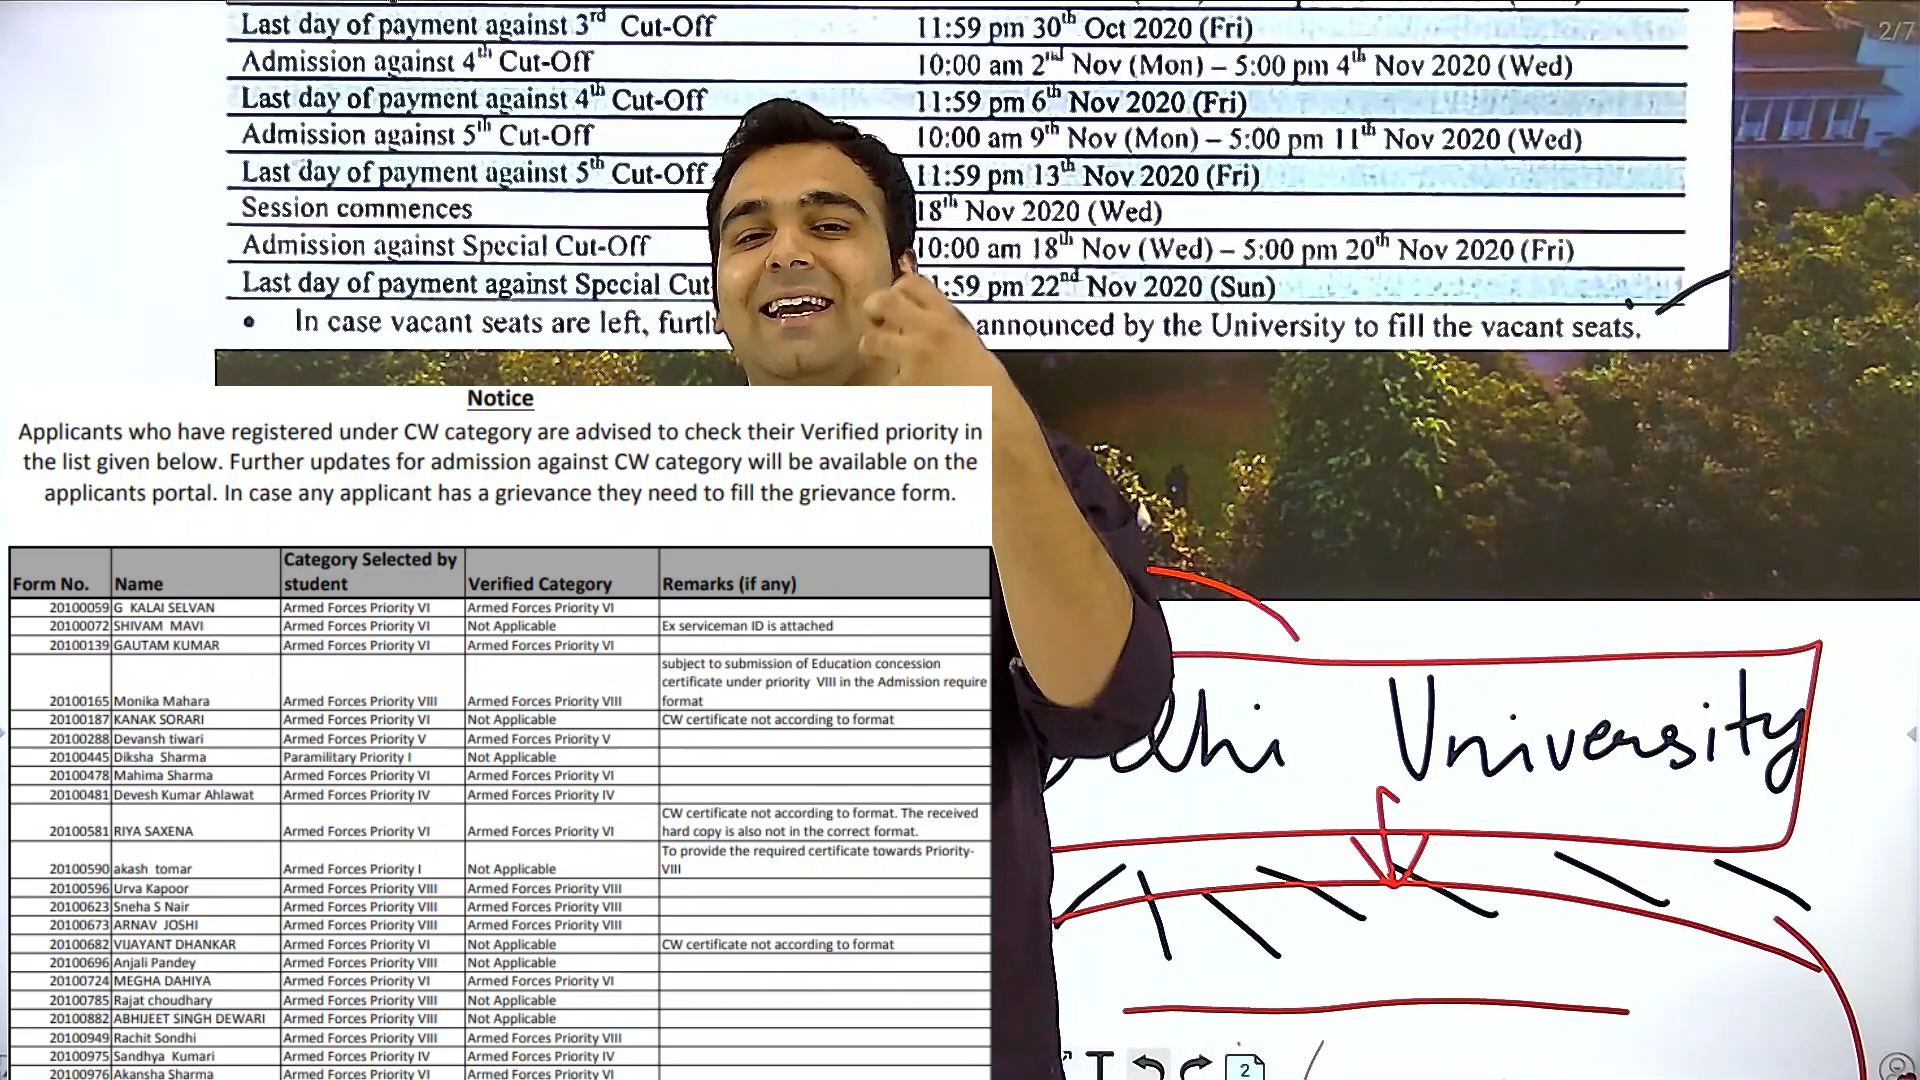 2/7
Last day of payment against 3rd Cut-Off 11:59 pm 30th Oct 2020 (Fri)
Admission against 4th Cut-Off 10:00 am 2nd Nov (Mon) – 5:00 pm 4th Nov 2020 (Wed)
Last day of payment against 4th Cut-Off 11:59 pm 6th Nov 2020 (Fri)
Admission against 5th Cut-Off 10:00 am 9th Nov (Mon) – 5:00 pm 11th Nov 2020 (Wed)
Last day of payment against 5th Cut-Off 11:59 pm 13th Nov 2020 (Fri)
Session commences 18th Nov 2020 (Wed)
Admission against Special Cut-Off 10:00 am 18th Nov (Wed) – 5:00 pm 20th Nov 2020 (Fri)
Last day of payment against Special Cut :59 pm 22nd Nov 2020 (Sun)
• In case vacant seats are left, announced by the University to fill the vacant seats.
Notice
Applicants who have registered under CW category are advised to check their Verified priority in
the list given below. Further updates for admission against CW category will be available on the
applicants portal. In case any applicant has a grievance they need to fill the grievance form.
Form No. Name Category Selected by student Verified Category Remarks (if any)
20100059 G KALAI SELVAN Armed Forces Priority VI Armed Forces Priority VI
20100072 SHIVAM MAVI Armed Forces Priority VI Not Applicable Ex serviceman ID is attached
20100139 GAUTAM KUMAR Armed Forces Priority VI Armed Forces Priority VI
20100165 Monika Mahara Armed Forces Priority VIII Armed Forces Priority VIII subject to submission of Education concession certificate under priority VIII in the Admission require format
20100187 KANAK SORARI Armed Forces Priority VI Not Applicable CW certificate not according to format
20100288 Devansh tiwari Armed Forces Priority V Armed Forces Priority V
20100445 Diksha Sharma Paramilitary Priority I Not Applicable
20100478 Mahima Sharma Armed Forces Priority VI Armed Forces Priority VI
20100481 Devesh Kumar Ahlawat Armed Forces Priority IV Armed Forces Priority IV
20100581 RIYA SAXENA Armed Forces Priority VI Armed Forces Priority VI CW certificate not according to format. The received hard copy is also not in the correct format.
20100590 akash tomar Armed Forces Priority I Not Applicable To provide the required certificate towards Priority-VIII
20100596 Urva Kapoor Armed Forces Priority VIII Armed Forces Priority VIII
20100623 Sneha S Nair Armed Forces Priority VIII Armed Forces Priority VIII
20100673 ARNAV JOSHI Armed Forces Priority VIII Armed Forces Priority VIII
20100682 VIJAYANT DHANKAR Armed Forces Priority VI Not Applicable CW certificate not according to format
20100696 Anjali Pandey Armed Forces Priority VIII Not Applicable
20100724 MEGHA DAHIYA Armed Forces Priority VI Armed Forces Priority VI
20100785 Rajat choudhary Armed Forces Priority VIII Not Applicable
20100882 ABHIJEET SINGH DEWARI Armed Forces Priority VIII Not Applicable
20100949 Rachit Sondhi Armed Forces Priority VIII Armed Forces Priority VIII
20100975 Sandhya Kumari Armed Forces Priority IV Armed Forces Priority IV
20100976 Akansha Sharma Armed Forces Priority VI Armed Forces Priority VI
Delhi University
T 2